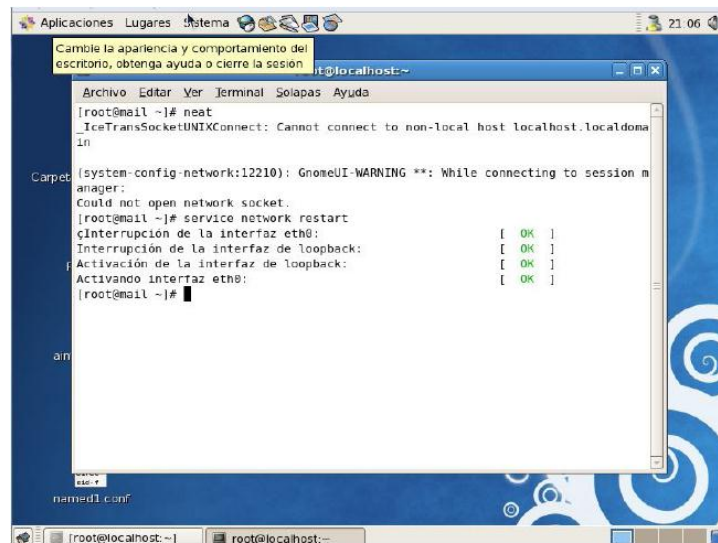 Aplicaciones Lugares Sistema 21:06
Cambie la apariencia y comportamiento del
escritorio, obtenga ayuda o cierre la sesión
t@localhost:~
Archivo Editar Ver Terminal Solapas Ayuda
[root@mail ~]# neat
_IceTransSocketUNIXConnect: Cannot connect to non-local host localhost.localdoma
in
(system-config-network:12210): GnomeUI-WARNING **: While connecting to session m
anager:
Could not open network socket.
[root@mail ~]# service network restart
çInterrupción de la interfaz eth0: [ OK ]
Interrupción de la interfaz de loopback: [ OK ]
Activación de la interfaz de loopback: [ OK ]
Activando interfaz eth0: [ OK ]
[root@mail ~]#
Carpet
ain
named1.conf
[root@localhost:~] root@localhost:~